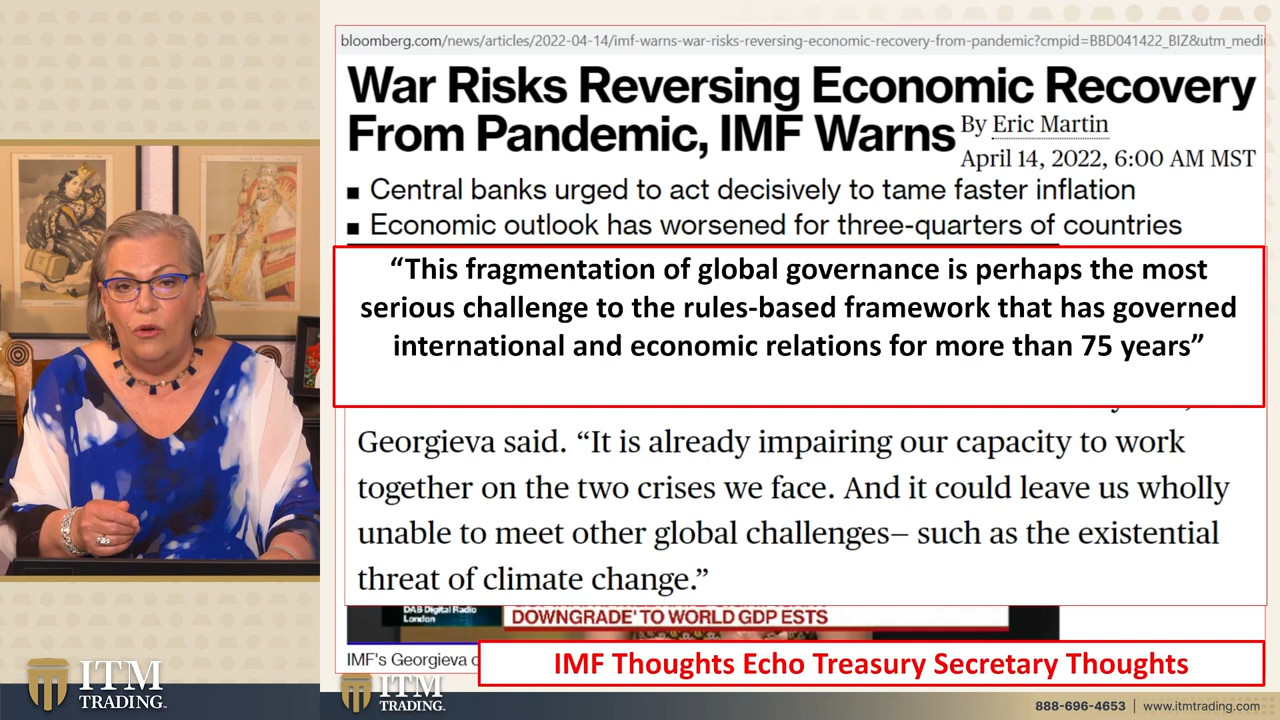 bloomberg.com/news/articles/2022-04-14/imf-warns-war-risks-reversing-economic-recovery-from-pandemic?cmpid=BBD041422_BIZ&utm_medi
War Risks Reversing Economic Recovery
From Pandemic, IMF Warns
By Eric Martin
April 14, 2022, 6:00 AM MST
▪ Central banks urged to act decisively to tame faster inflation
▪ Economic outlook has worsened for three-quarters of countries
“This fragmentation of global governance is perhaps the most
serious challenge to the rules-based framework that has governed
international and economic relations for more than 75 years”
Georgieva said. “It is already impairing our capacity to work
together on the two crises we face. And it could leave us wholly
unable to meet other global challenges— such as the existential
threat of climate change.”
DAB Digital Radio
London
DOWNGRADE' TO WORLD GDP ESTS
IMF's Georgieva
IMF Thoughts Echo Treasury Secretary Thoughts
ITM
TRADING
ITM
TRADING
888-696-4653 | www.itmtrading.com